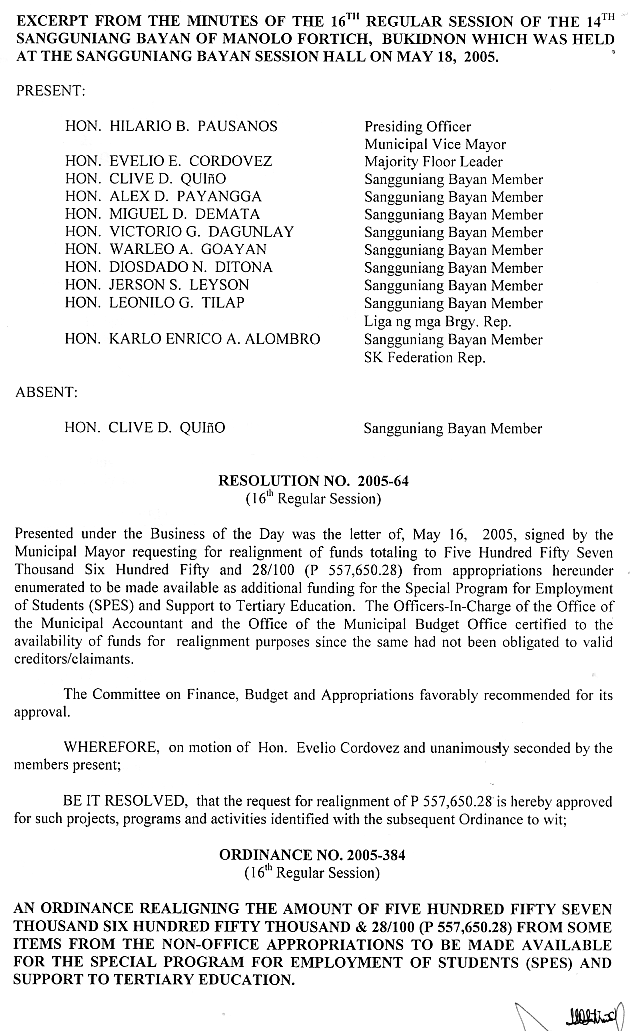 EXCERPT FROM THE MINUTES OF THE 16TH REGULAR SESSION OF THE 14TH
SANGGUNIANG BAYAN OF MANOLO FORTICH, BUKIDNON WHICH WAS HELD
AT THE SANGGUNIANG BAYAN SESSION HALL ON MAY 18, 2005.
PRESENT:
HON. HILARIO B. PAUSANOS Presiding Officer
Municipal Vice Mayor
HON. EVELIO E. CORDOVEZ Majority Floor Leader
HON. CLIVE D. QUIñO Sangguniang Bayan Member
HON. ALEX D. PAYANGGA Sangguniang Bayan Member
HON. MIGUEL D. DEMATA Sangguniang Bayan Member
HON. VICTORIO G. DAGUNLAY Sangguniang Bayan Member
HON. WARLEO A. GOAYAN Sangguniang Bayan Member
HON. DIOSDADO N. DITONA Sangguniang Bayan Member
HON. JERSON S. LEYSON Sangguniang Bayan Member
HON. LEONILO G. TILAP Sangguniang Bayan Member
Liga ng mga Brgy. Rep.
HON. KARLO ENRICO A. ALOMBRO Sangguniang Bayan Member
SK Federation Rep.
ABSENT:
HON. CLIVE D. QUIñO Sangguniang Bayan Member
RESOLUTION NO. 2005-64
(16th Regular Session)
Presented under the Business of the Day was the letter of, May 16, 2005, signed by the
Municipal Mayor requesting for realignment of funds totaling to Five Hundred Fifty Seven
Thousand Six Hundred Fifty and 28/100 (P 557,650.28) from appropriations hereunder
enumerated to be made available as additional funding for the Special Program for Employment
of Students (SPES) and Support to Tertiary Education. The Officers-In-Charge of the Office of
the Municipal Accountant and the Office of the Municipal Budget Office certified to the
availability of funds for realignment purposes since the same had not been obligated to valid
creditors/claimants.
The Committee on Finance, Budget and Appropriations favorably recommended for its
approval.
WHEREFORE, on motion of Hon. Evelio Cordovez and unanimously seconded by the
members present;
BE IT RESOLVED, that the request for realignment of P 557,650.28 is hereby approved
for such projects, programs and activities identified with the subsequent Ordinance to wit;
ORDINANCE NO. 2005-384
(16th Regular Session)
AN ORDINANCE REALIGNING THE AMOUNT OF FIVE HUNDRED FIFTY SEVEN
THOUSAND SIX HUNDRED FIFTY THOUSAND & 28/100 (P 557,650.28) FROM SOME
ITEMS FROM THE NON-OFFICE APPROPRIATIONS TO BE MADE AVAILABLE
FOR THE SPECIAL PROGRAM FOR EMPLOYMENT OF STUDENTS (SPES) AND
SUPPORT TO TERTIARY EDUCATION.